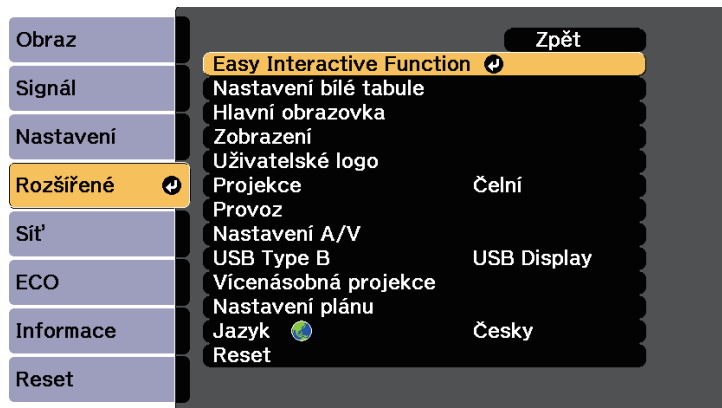 Obraz
Signál
Nastavení
Rozšířené
Síť
ECO
Informace
Reset
Zpět
Easy Interactive Function
Nastavení bílé tabule
Hlavní obrazovka
Zobrazení
Uživatelské logo
Projekce Čelní
Provoz
Nastavení A/V
USB Type B USB Display
Vícenásobná projekce
Nastavení plánu
Jazyk Česky
Reset